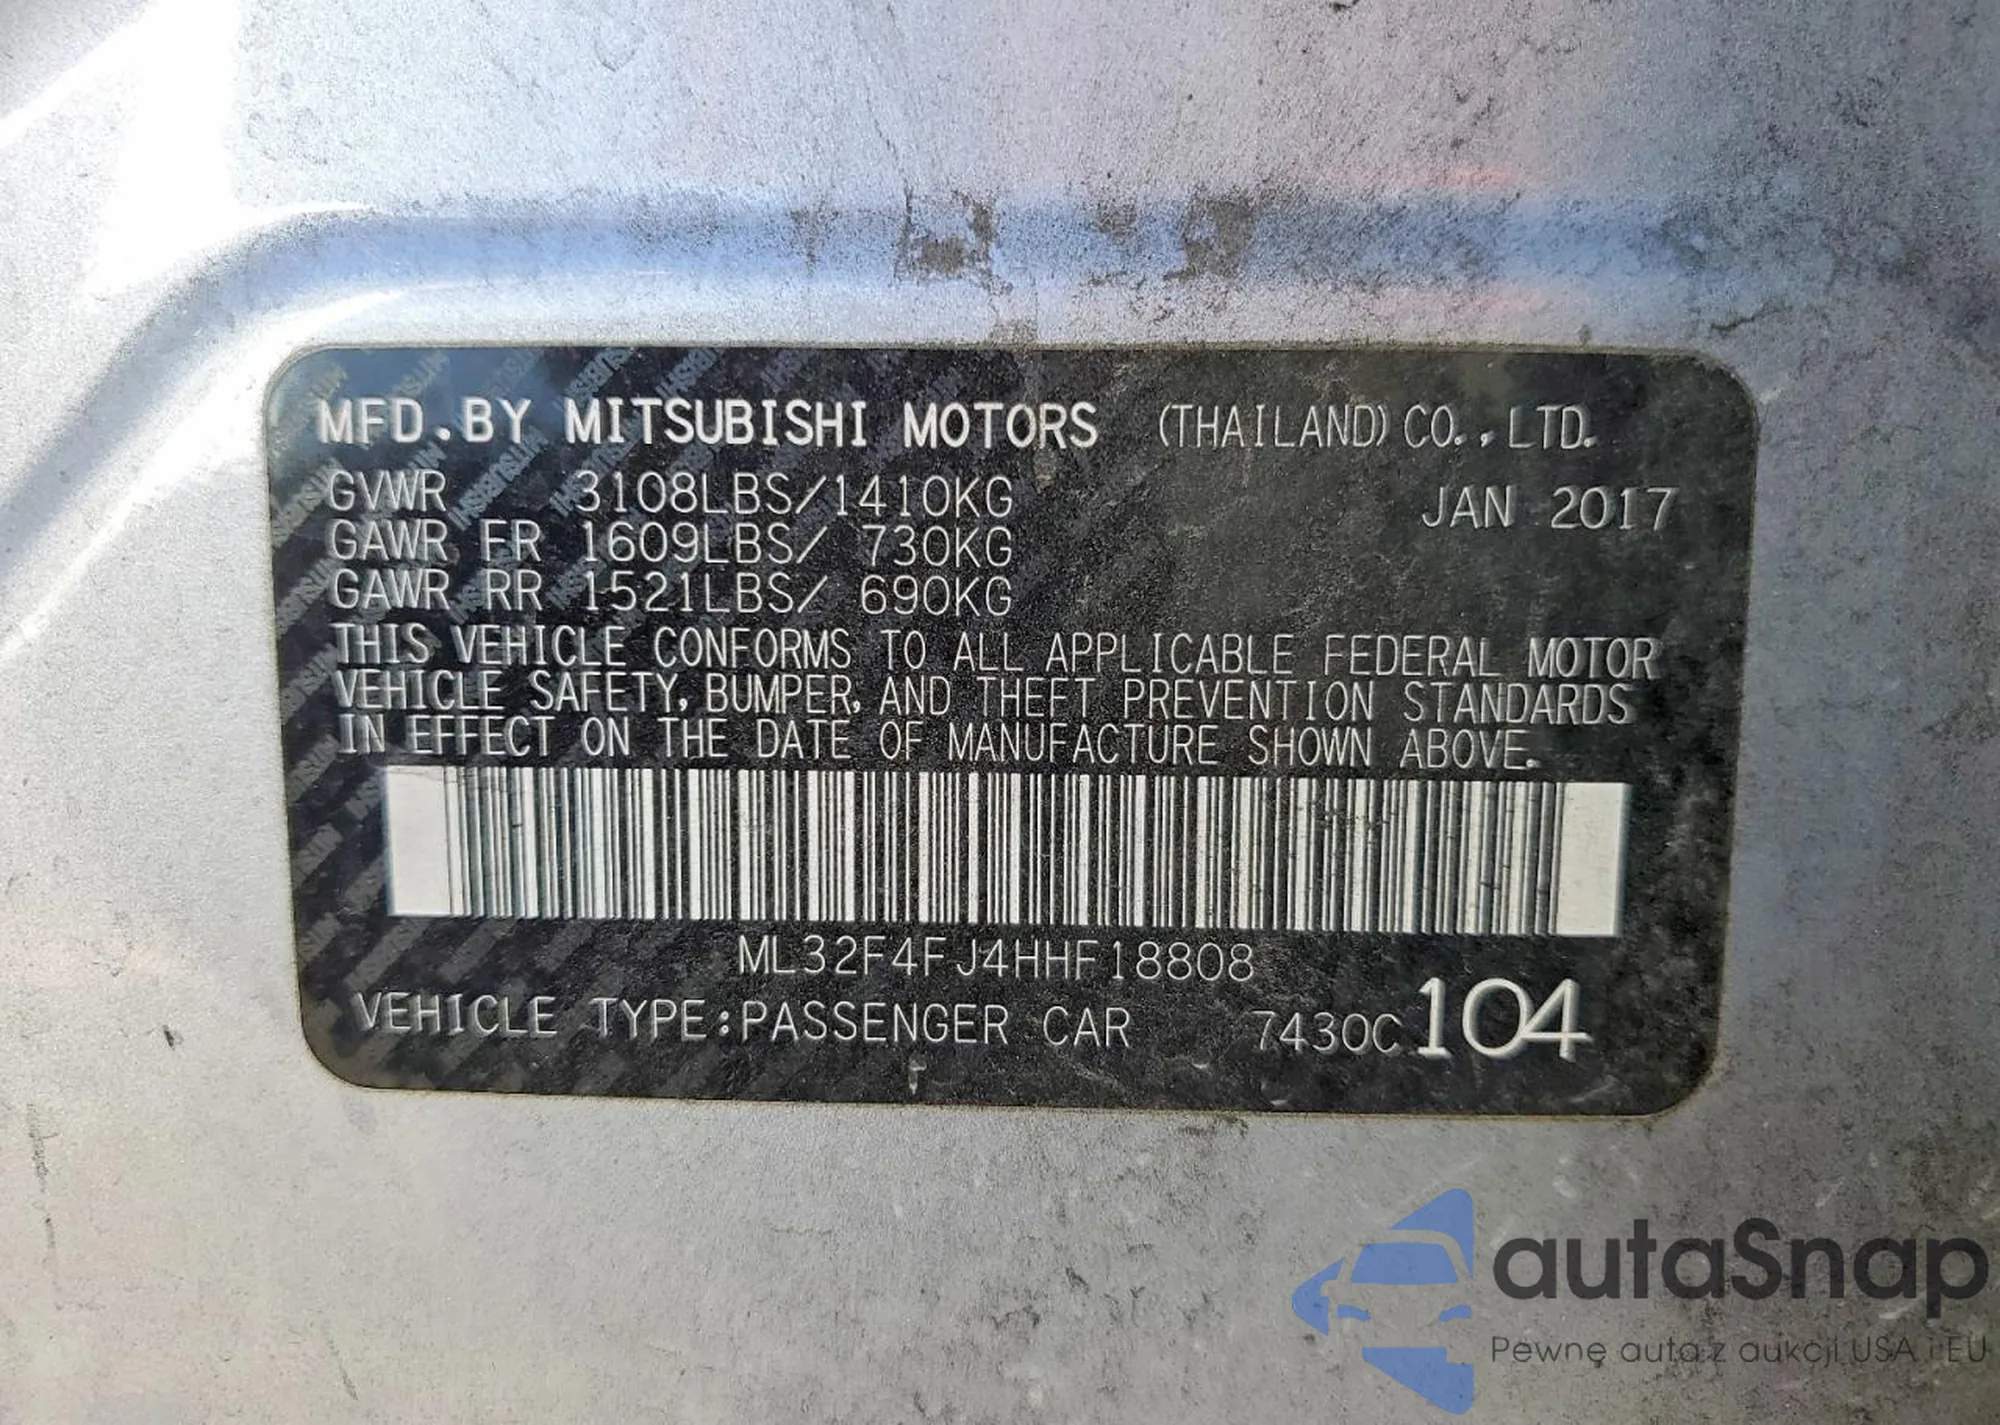 MFD.BY MITSUBISHI MOTORS (THAILAND) CO.,LTD.
GVWR 3108LBS/1410KG JAN 2017
GAWR FR 1609LBS/ 730KG
GAWR RR 1521LBS/ 690KG
THIS VEHICLE CONFORMS TO ALL APPLICABLE FEDERAL MOTOR
VEHICLE SAFETY, BUMPER, AND THEFT PREVENTION STANDARDS
IN EFFECT ON THE DATE OF MANUFACTURE SHOWN ABOVE.
ML32F4FJ4HHF18808
VEHICLE TYPE:PASSENGER CAR 7430C 104
autaSnap
Pewne auta z aukcji USA i EU